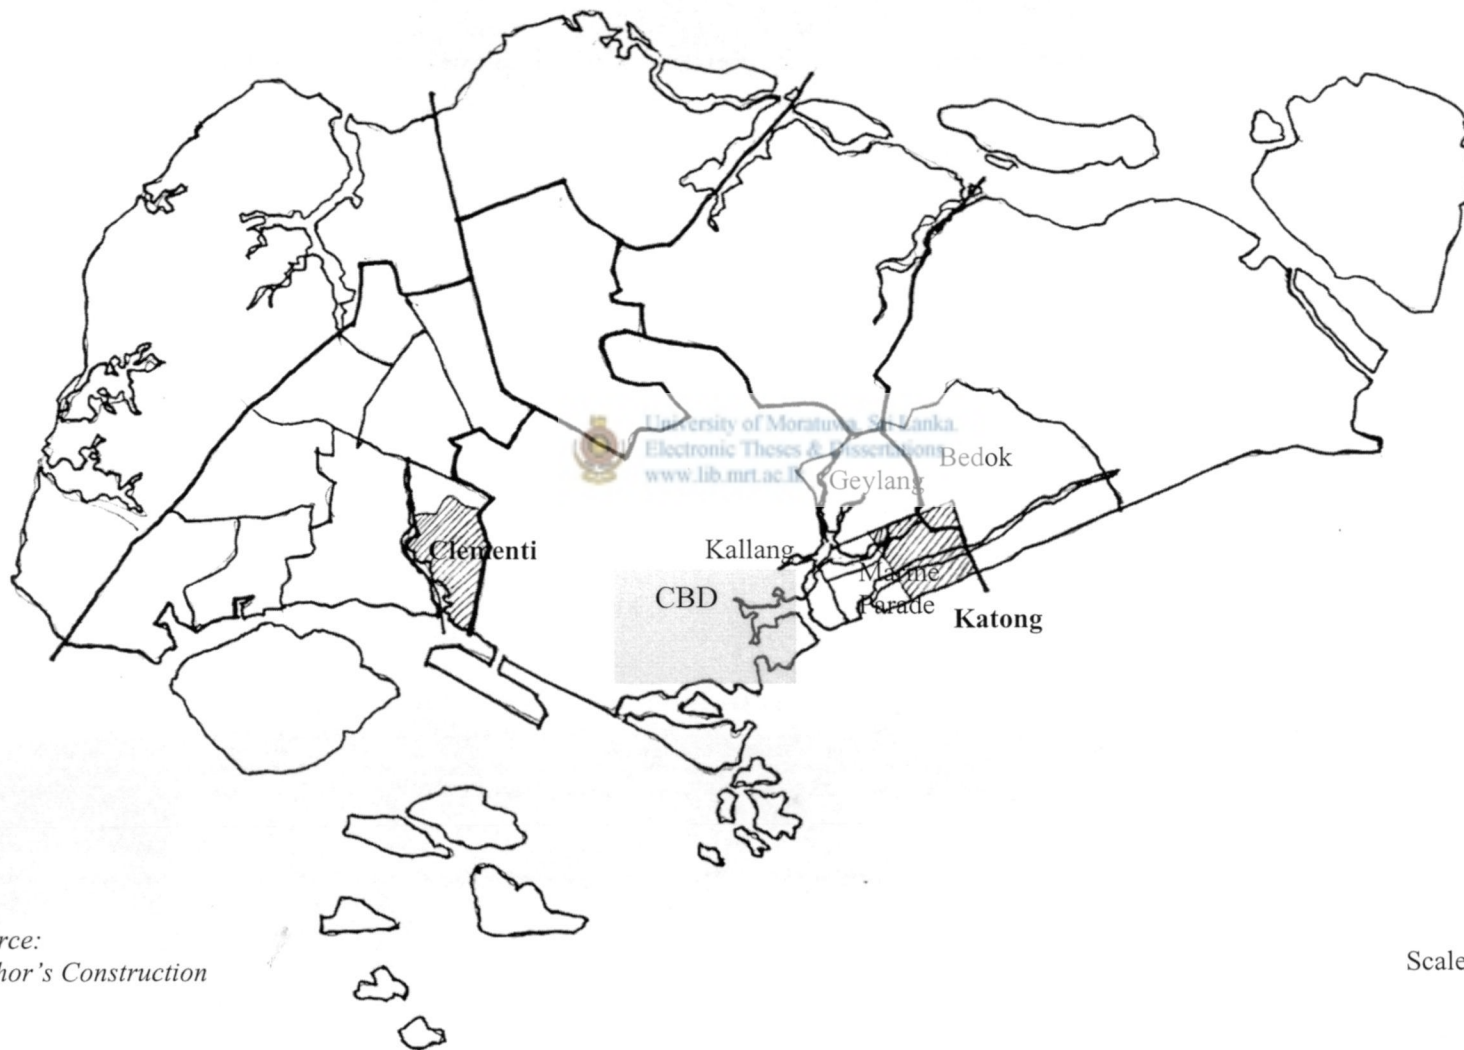 University of Moratuwa, Sri Lanka.
Electronic Theses & Dissertations
www.lib.mrt.ac.lk
Bedok
Geylang
Kallang
Clementi
CBD
Marine
Parade
Katong
rce:
hor's Construction
Scale